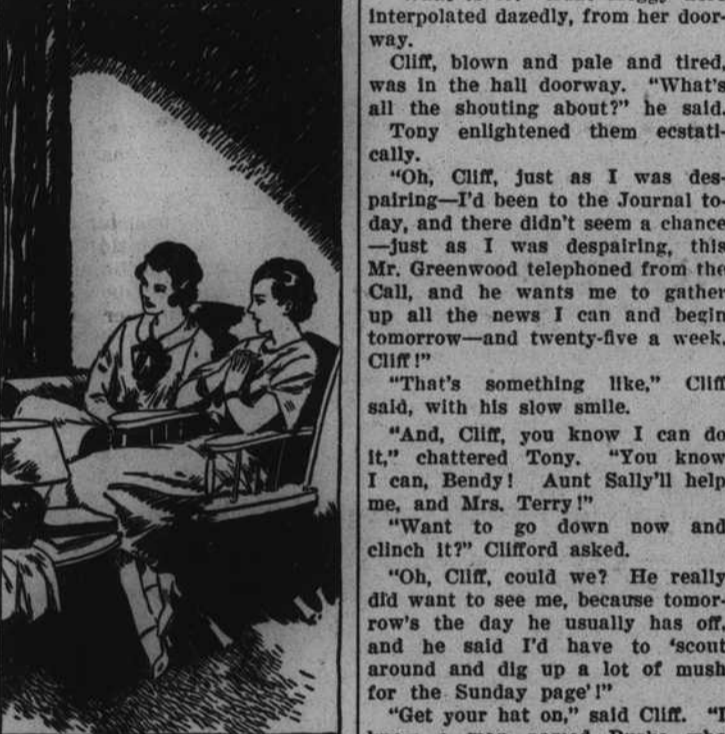 interpolated dazedly, from her door-
way.
Cliff, blown and pale and tired,
was in the hall doorway. "What's
all the shouting about?" he said.
Tony enlightened them ecstati-
cally.
"Oh, Cliff, just as I was des-
pairing—I'd been to the Journal to-
day, and there didn't seem a chance
—just as I was despairing, this
Mr. Greenwood telephoned from the
Call, and he wants me to gather
up all the news I can and begin
tomorrow—and twenty-five a week,
Cliff!"
"That's something like," Cliff
said, with his slow smile.
"And, Cliff, you know I can do
it," chattered Tony. "You know
I can, Bendy! Aunt Sally'll help
me, and Mrs. Terry!"
"Want to go down now and
clinch it?" Clifford asked.
"Oh, Cliff, could we? He really
did want to see me, because tomor-
row's the day he usually has off,
and he said I'd have to 'scout
around and dig up a lot of mush
for the Sunday page'!"
"Get your hat on," said Cliff. "I